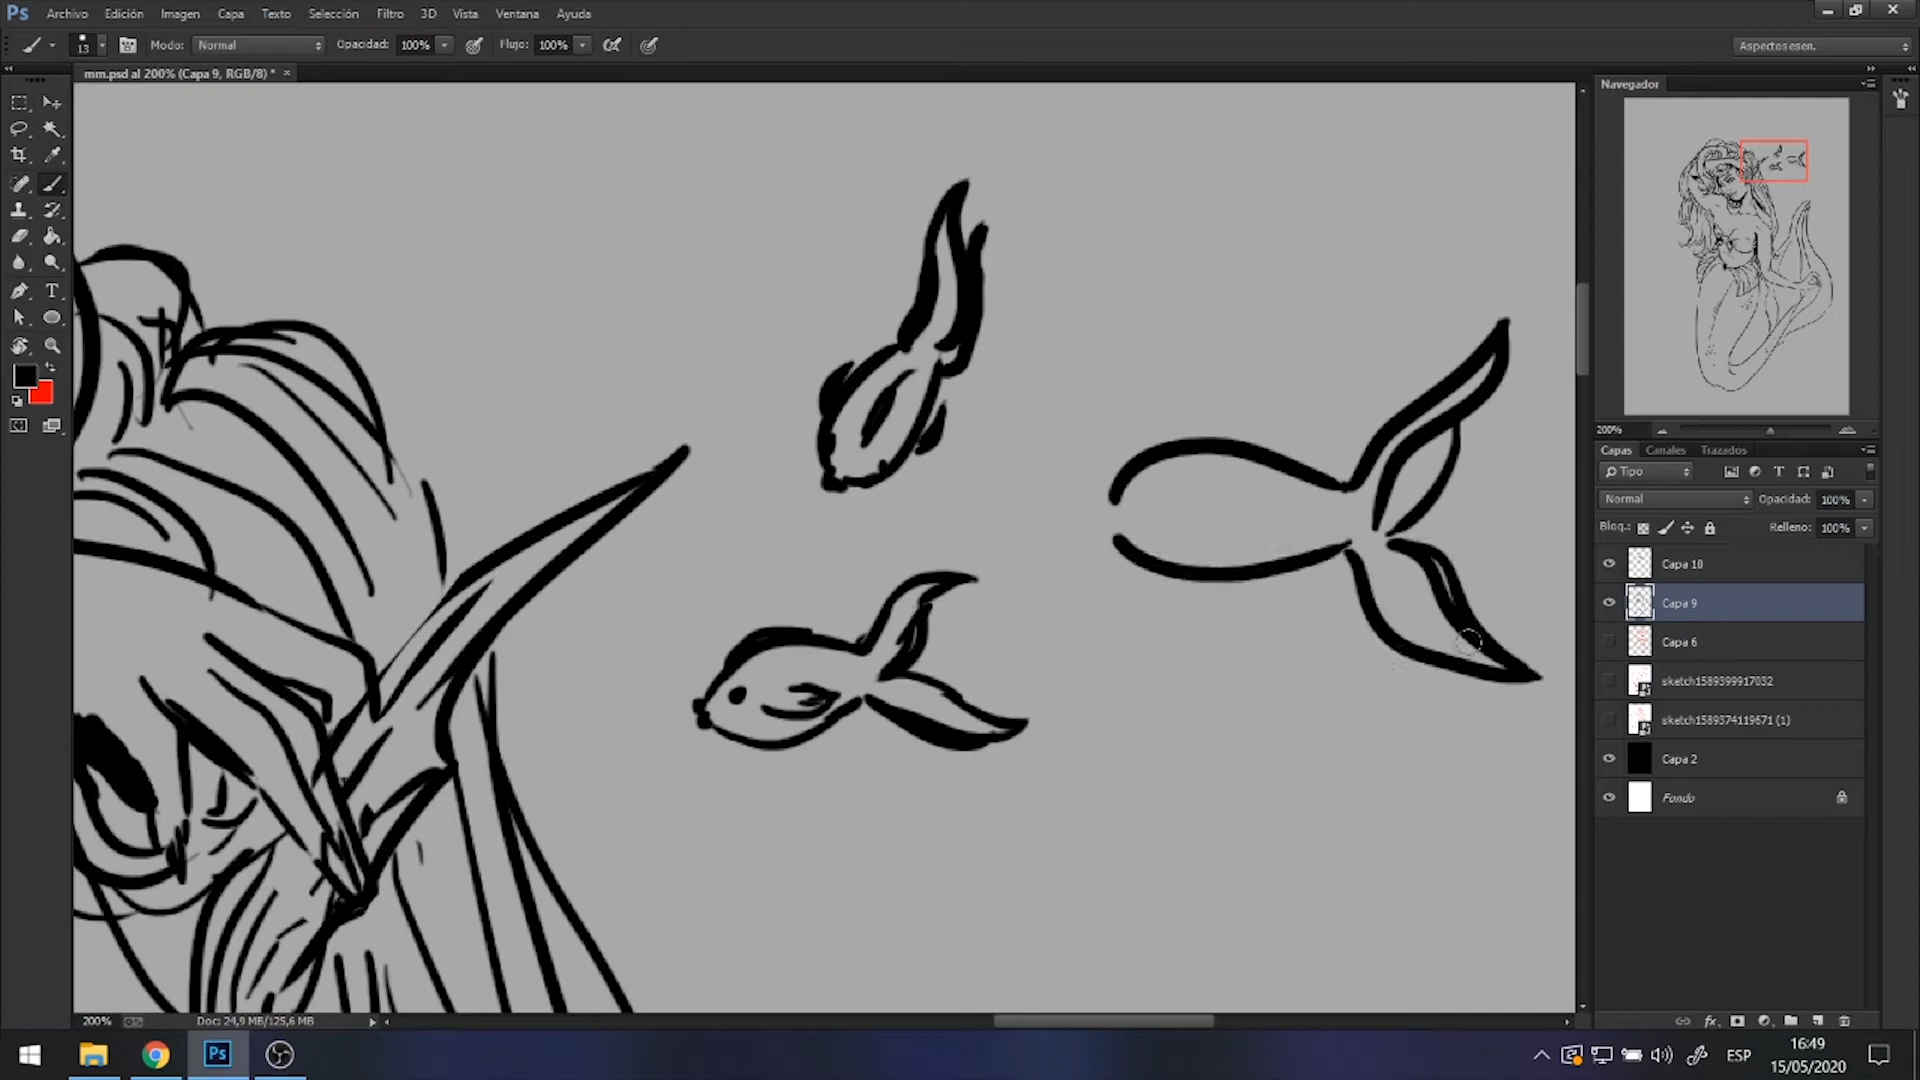 Ps Archivo Edición Imagen Capa Texto Selección Filtro 3D Vista Ventana Ayuda
13 Modo: Normal Opacidad: 100% Flujo: 100% Aspectos esen.
mm.psd al 200% (Capa 9, RGB/8) * ×
Navegador
200%
Capas Canales Trazados
Tipo
Normal Opacidad: 100%
Bloq.: Relleno: 100%
Capa 10
Capa 9
Capa 6
sketch1589399917032
sketch1589374119671 (1)
Capa 2
Fondo
200% Doc: 24,9 MB/125,6 MB
Ps
ESP
16:49
15/05/2020